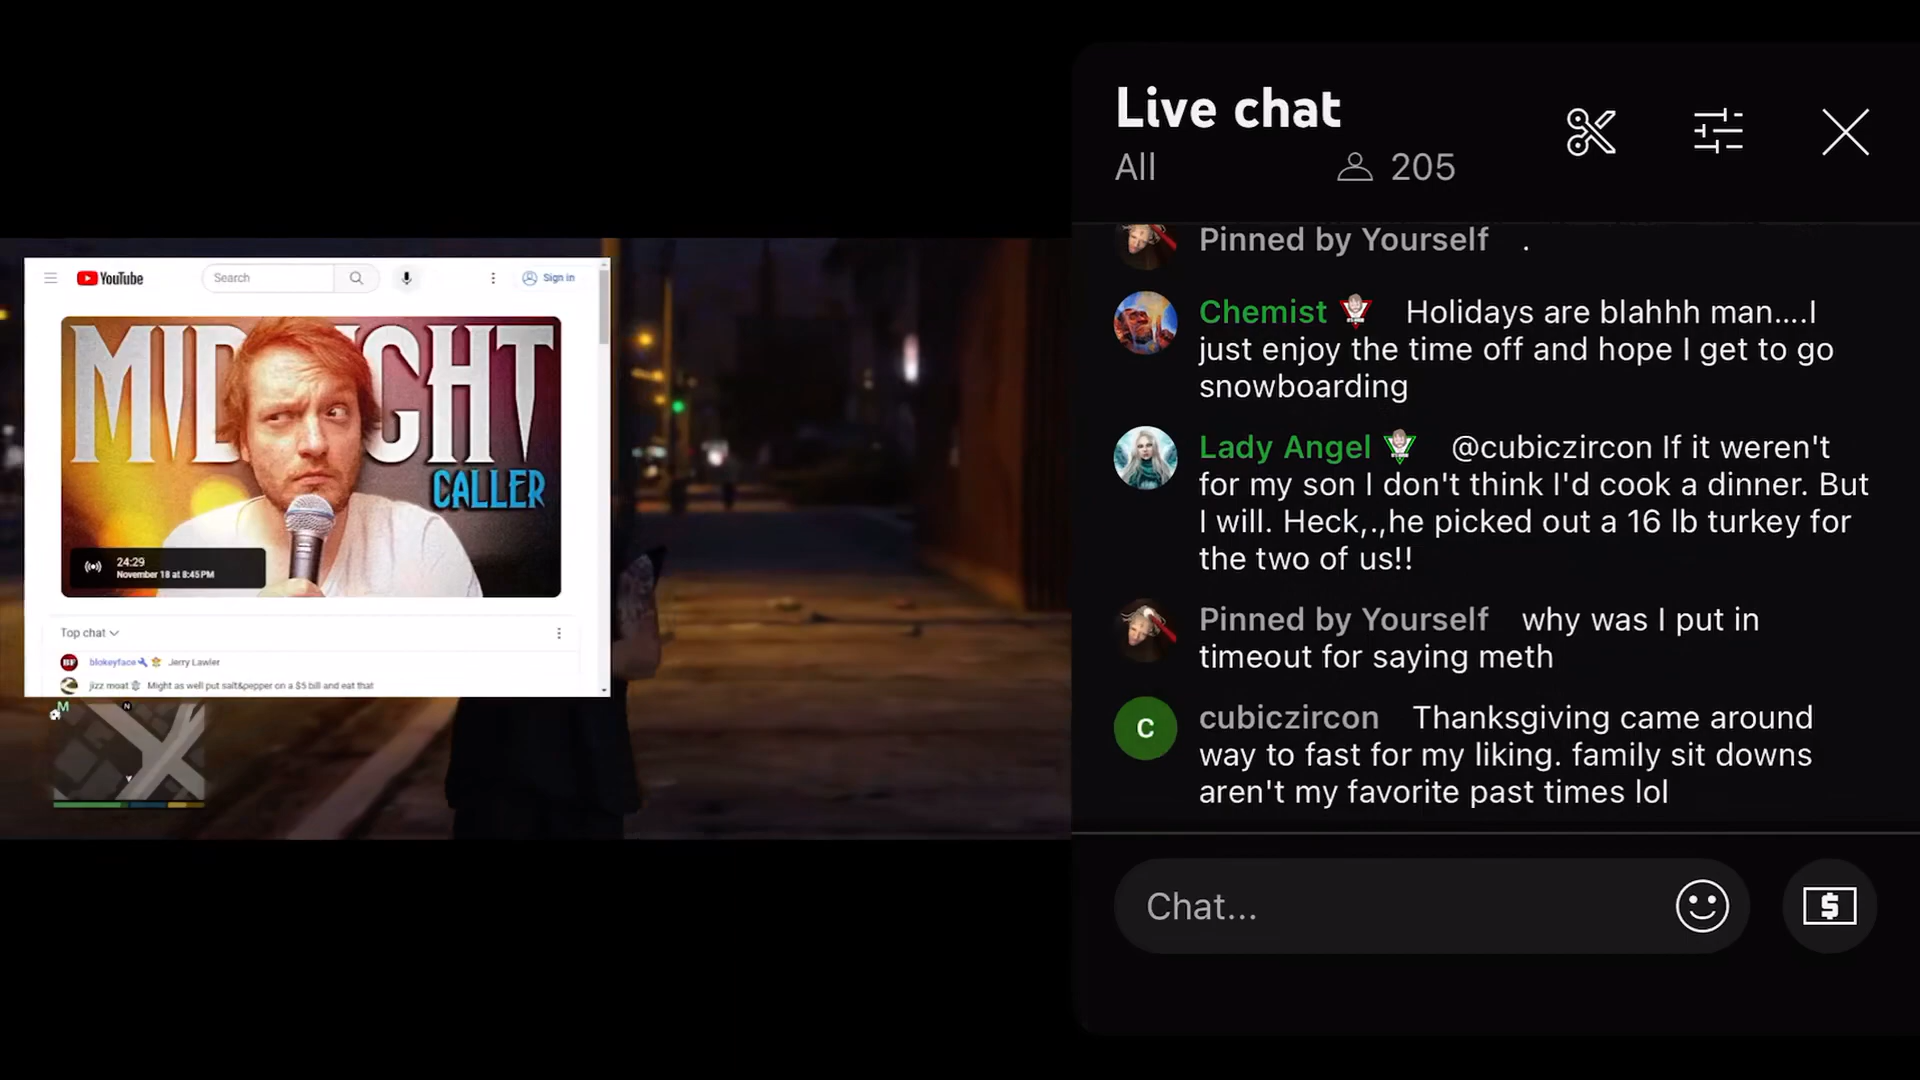 YouTube
Search
Sign in
MIDNIGHT
CALLER
24:29
November 18 at 8:45 PM
Top chat
BF
blokeyface Jerry Lawler
jizz moat Might as well put salt&pepper on a $5 bill and eat that
M
N
Live chat
All
205
Pinned by Yourself .
Chemist Holidays are blahhh man....I
just enjoy the time off and hope I get to go
snowboarding
Lady Angel @cubiczircon If it weren't
for my son I don't think I'd cook a dinner. But
I will. Heck,.,he picked out a 16 lb turkey for
the two of us!!
Pinned by Yourself why was I put in
timeout for saying meth
C
cubiczircon Thanksgiving came around
way to fast for my liking. family sit downs
aren't my favorite past times lol
Chat...
$